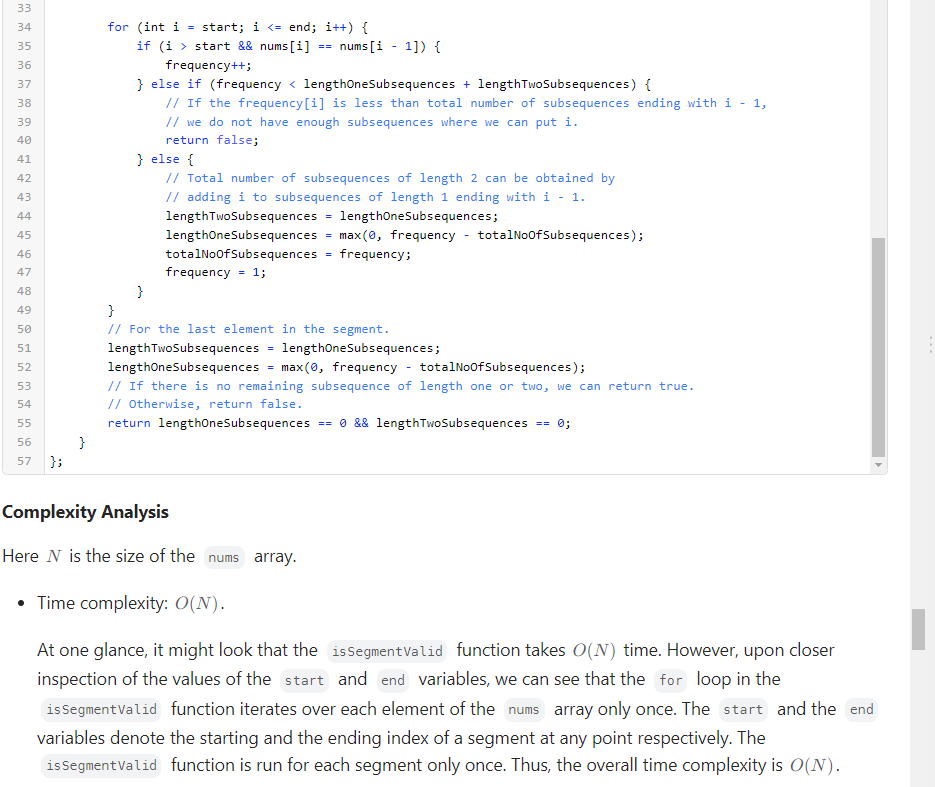 33
34 for (int i = start; i <= end; i++) {
35 if (i > start && nums[i] == nums[i - 1]) {
36 frequency++;
37 } else if (frequency < lengthOneSubsequences + lengthTwoSubsequences) {
38 // If the frequency[i] is less than total number of subsequences ending with i - 1,
39 // we do not have enough subsequences where we can put i.
40 return false;
41 } else {
42 // Total number of subsequences of length 2 can be obtained by
43 // adding i to subsequences of length 1 ending with i - 1.
44 lengthTwoSubsequences = lengthOneSubsequences;
45 lengthOneSubsequences = max(0, frequency - totalNoOfSubsequences);
46 totalNoOfSubsequences = frequency;
47 frequency = 1;
48 }
49 }
50 // For the last element in the segment.
51 lengthTwoSubsequences = lengthOneSubsequences;
52 lengthOneSubsequences = max(0, frequency - totalNoOfSubsequences);
53 // If there is no remaining subsequence of length one or two, we can return true.
54 // Otherwise, return false.
55 return lengthOneSubsequences == 0 && lengthTwoSubsequences == 0;
56 }
57 };
Complexity Analysis
Here N is the size of the nums array.
• Time complexity: O(N).
At one glance, it might look that the isSegmentValid function takes O(N) time. However, upon closer
inspection of the values of the start and end variables, we can see that the for loop in the
isSegmentValid function iterates over each element of the nums array only once. The start and the end
variables denote the starting and the ending index of a segment at any point respectively. The
isSegmentValid function is run for each segment only once. Thus, the overall time complexity is O(N).